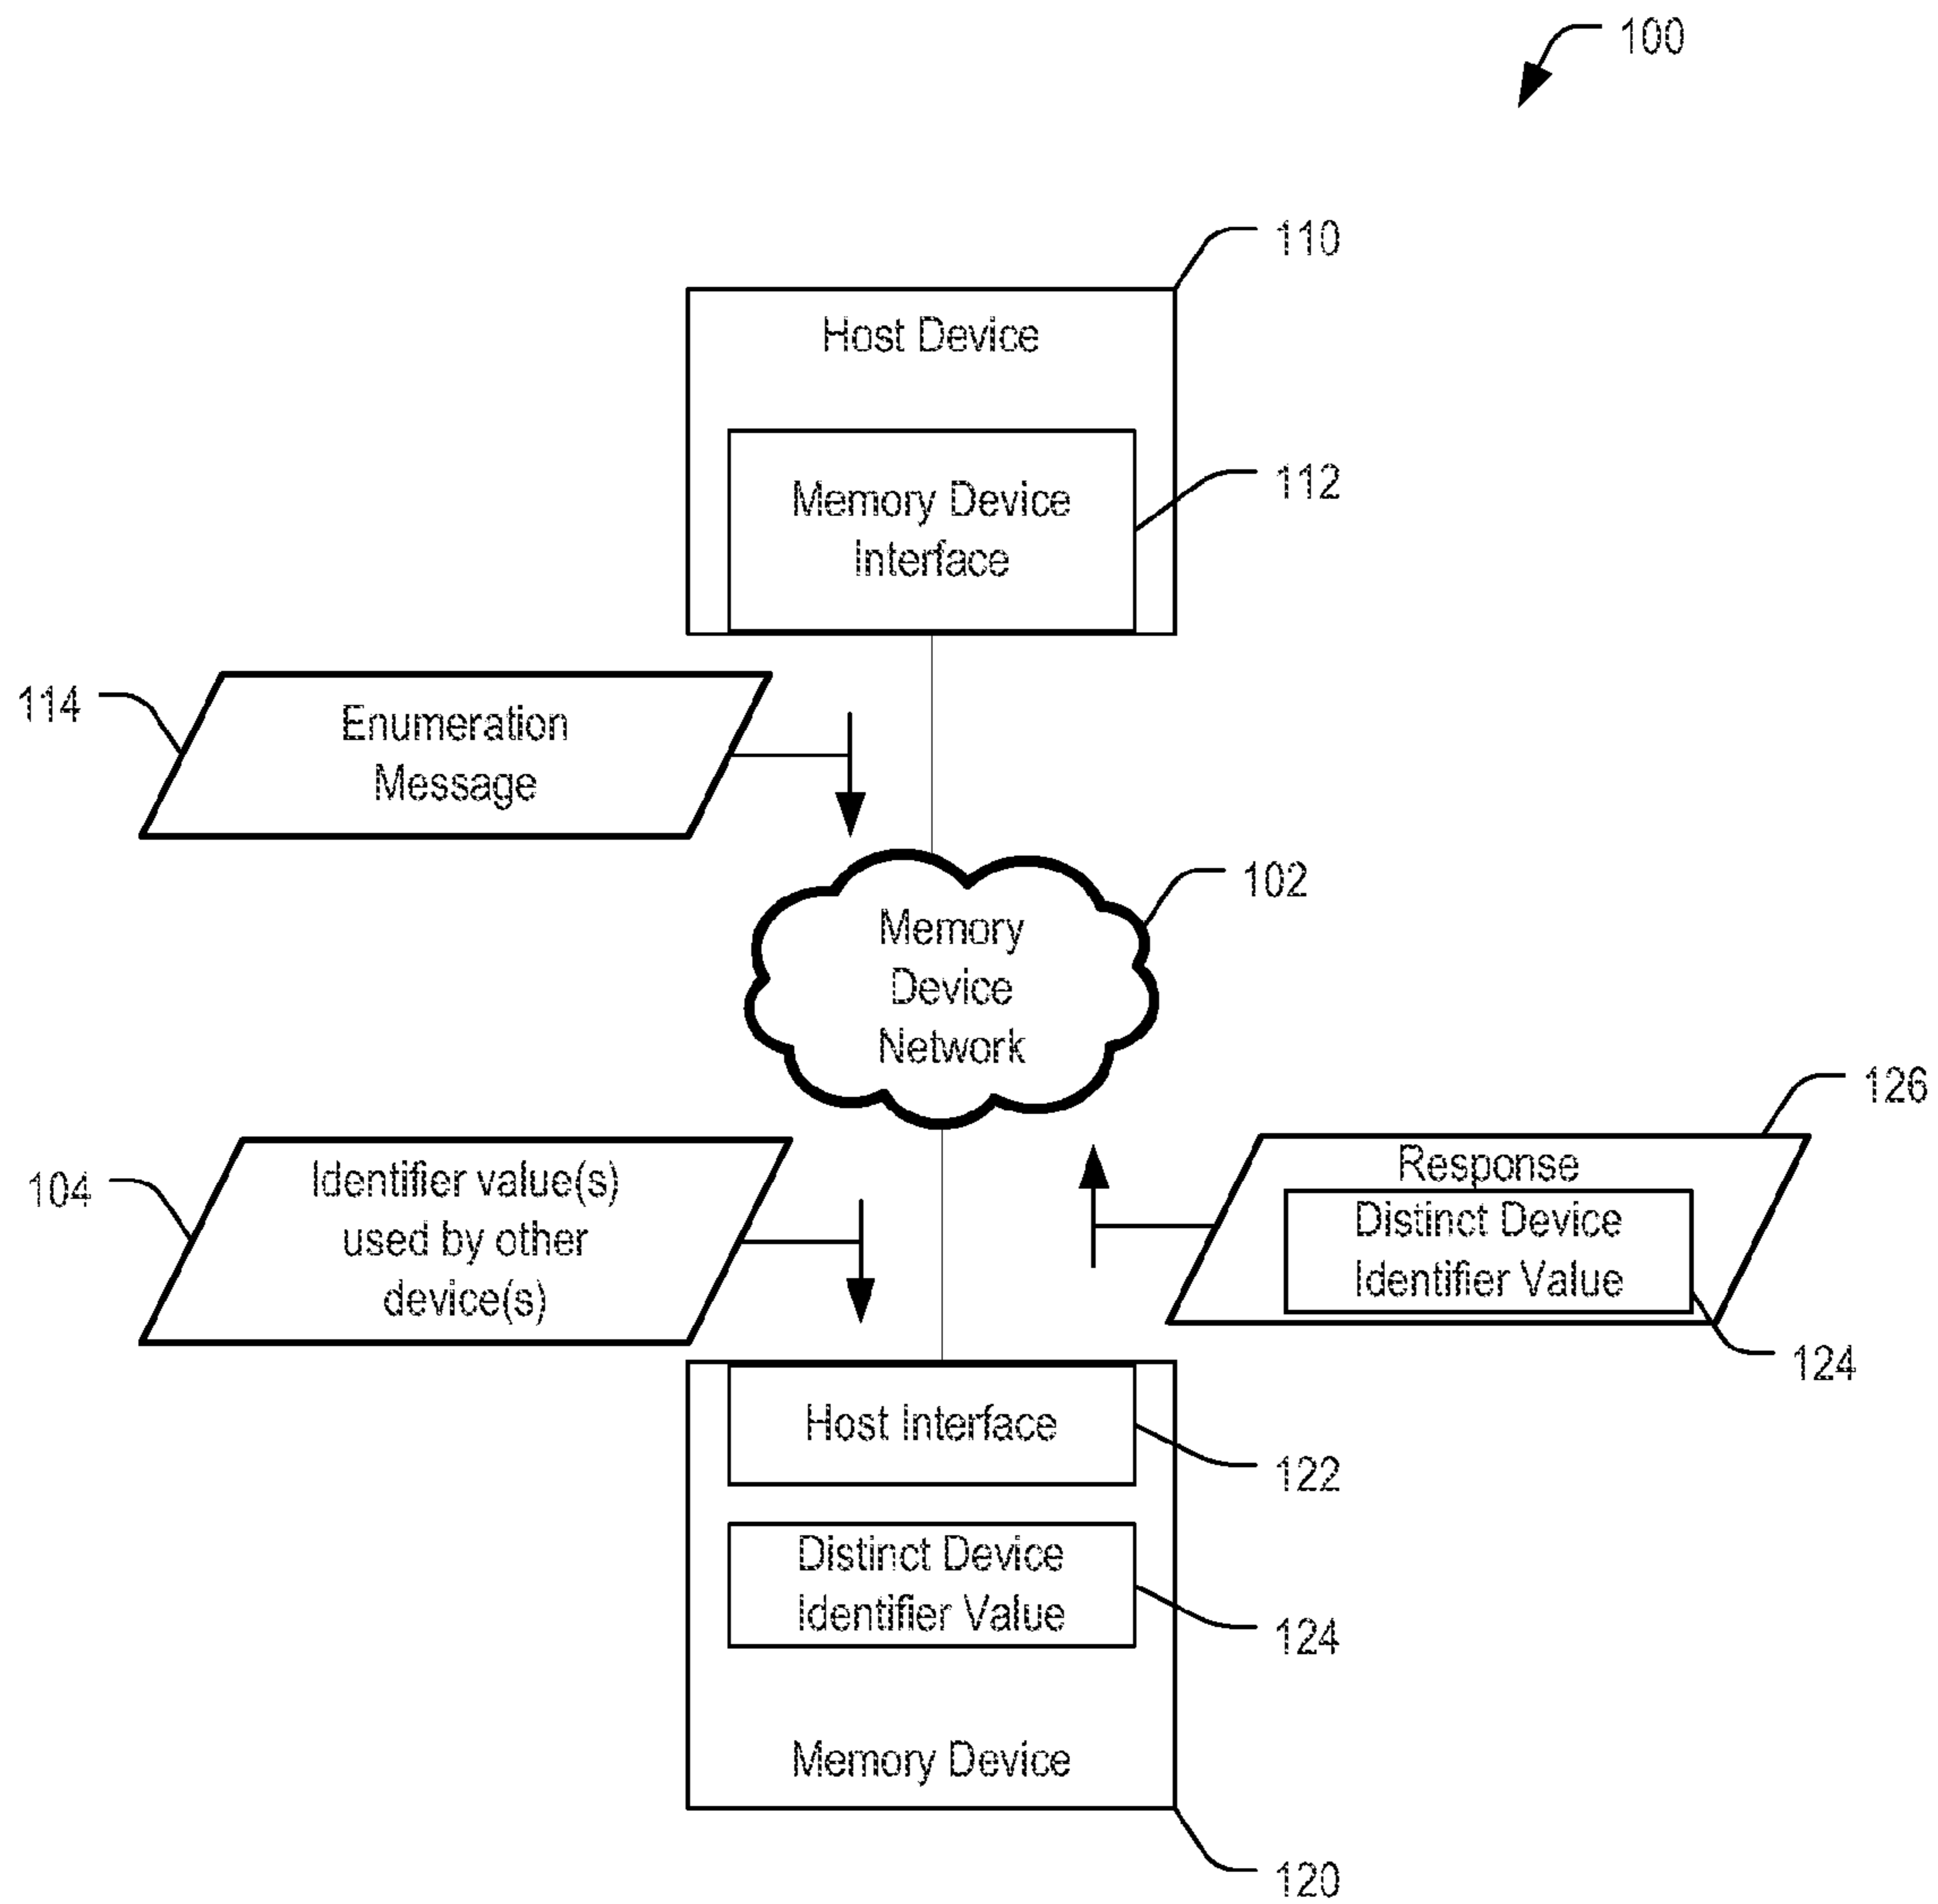 100
110
Host Device
Memory Device
Interface
112
114
Enumeration
Message
102
Memory
Device
Network
126
104
Identifier value(s)
used by other
device(s)
Response
Distinct Device
Identifier Value
124
Host Interface
122
Distinct Device
Identifier Value
124
Memory Device
120